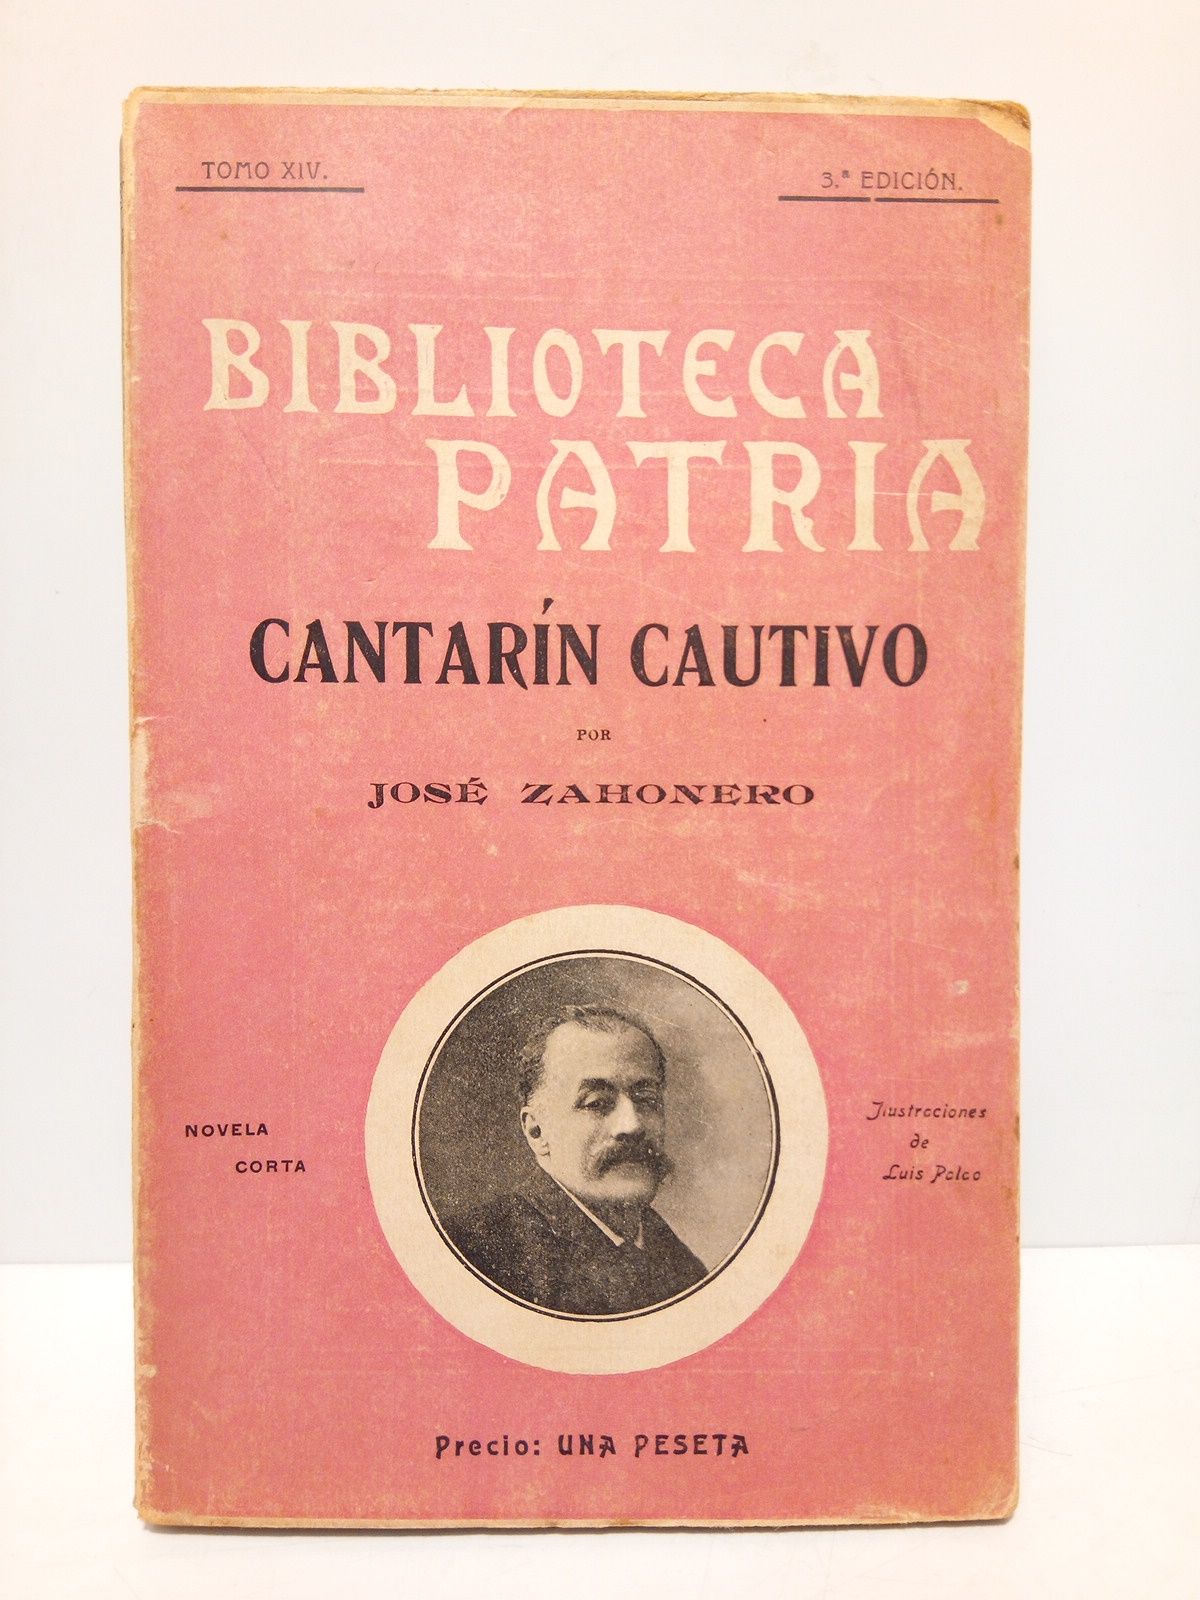 TOMO XIV.
3.ª EDICIÓN.
BIBLIOTECA
PATRIA
CANTARÍN CAUTIVO
POR
JOSÉ ZAHONERO
NOVELA
CORTA
Ilustraciones
de
Luis Palao
Precio: UNA PESETA